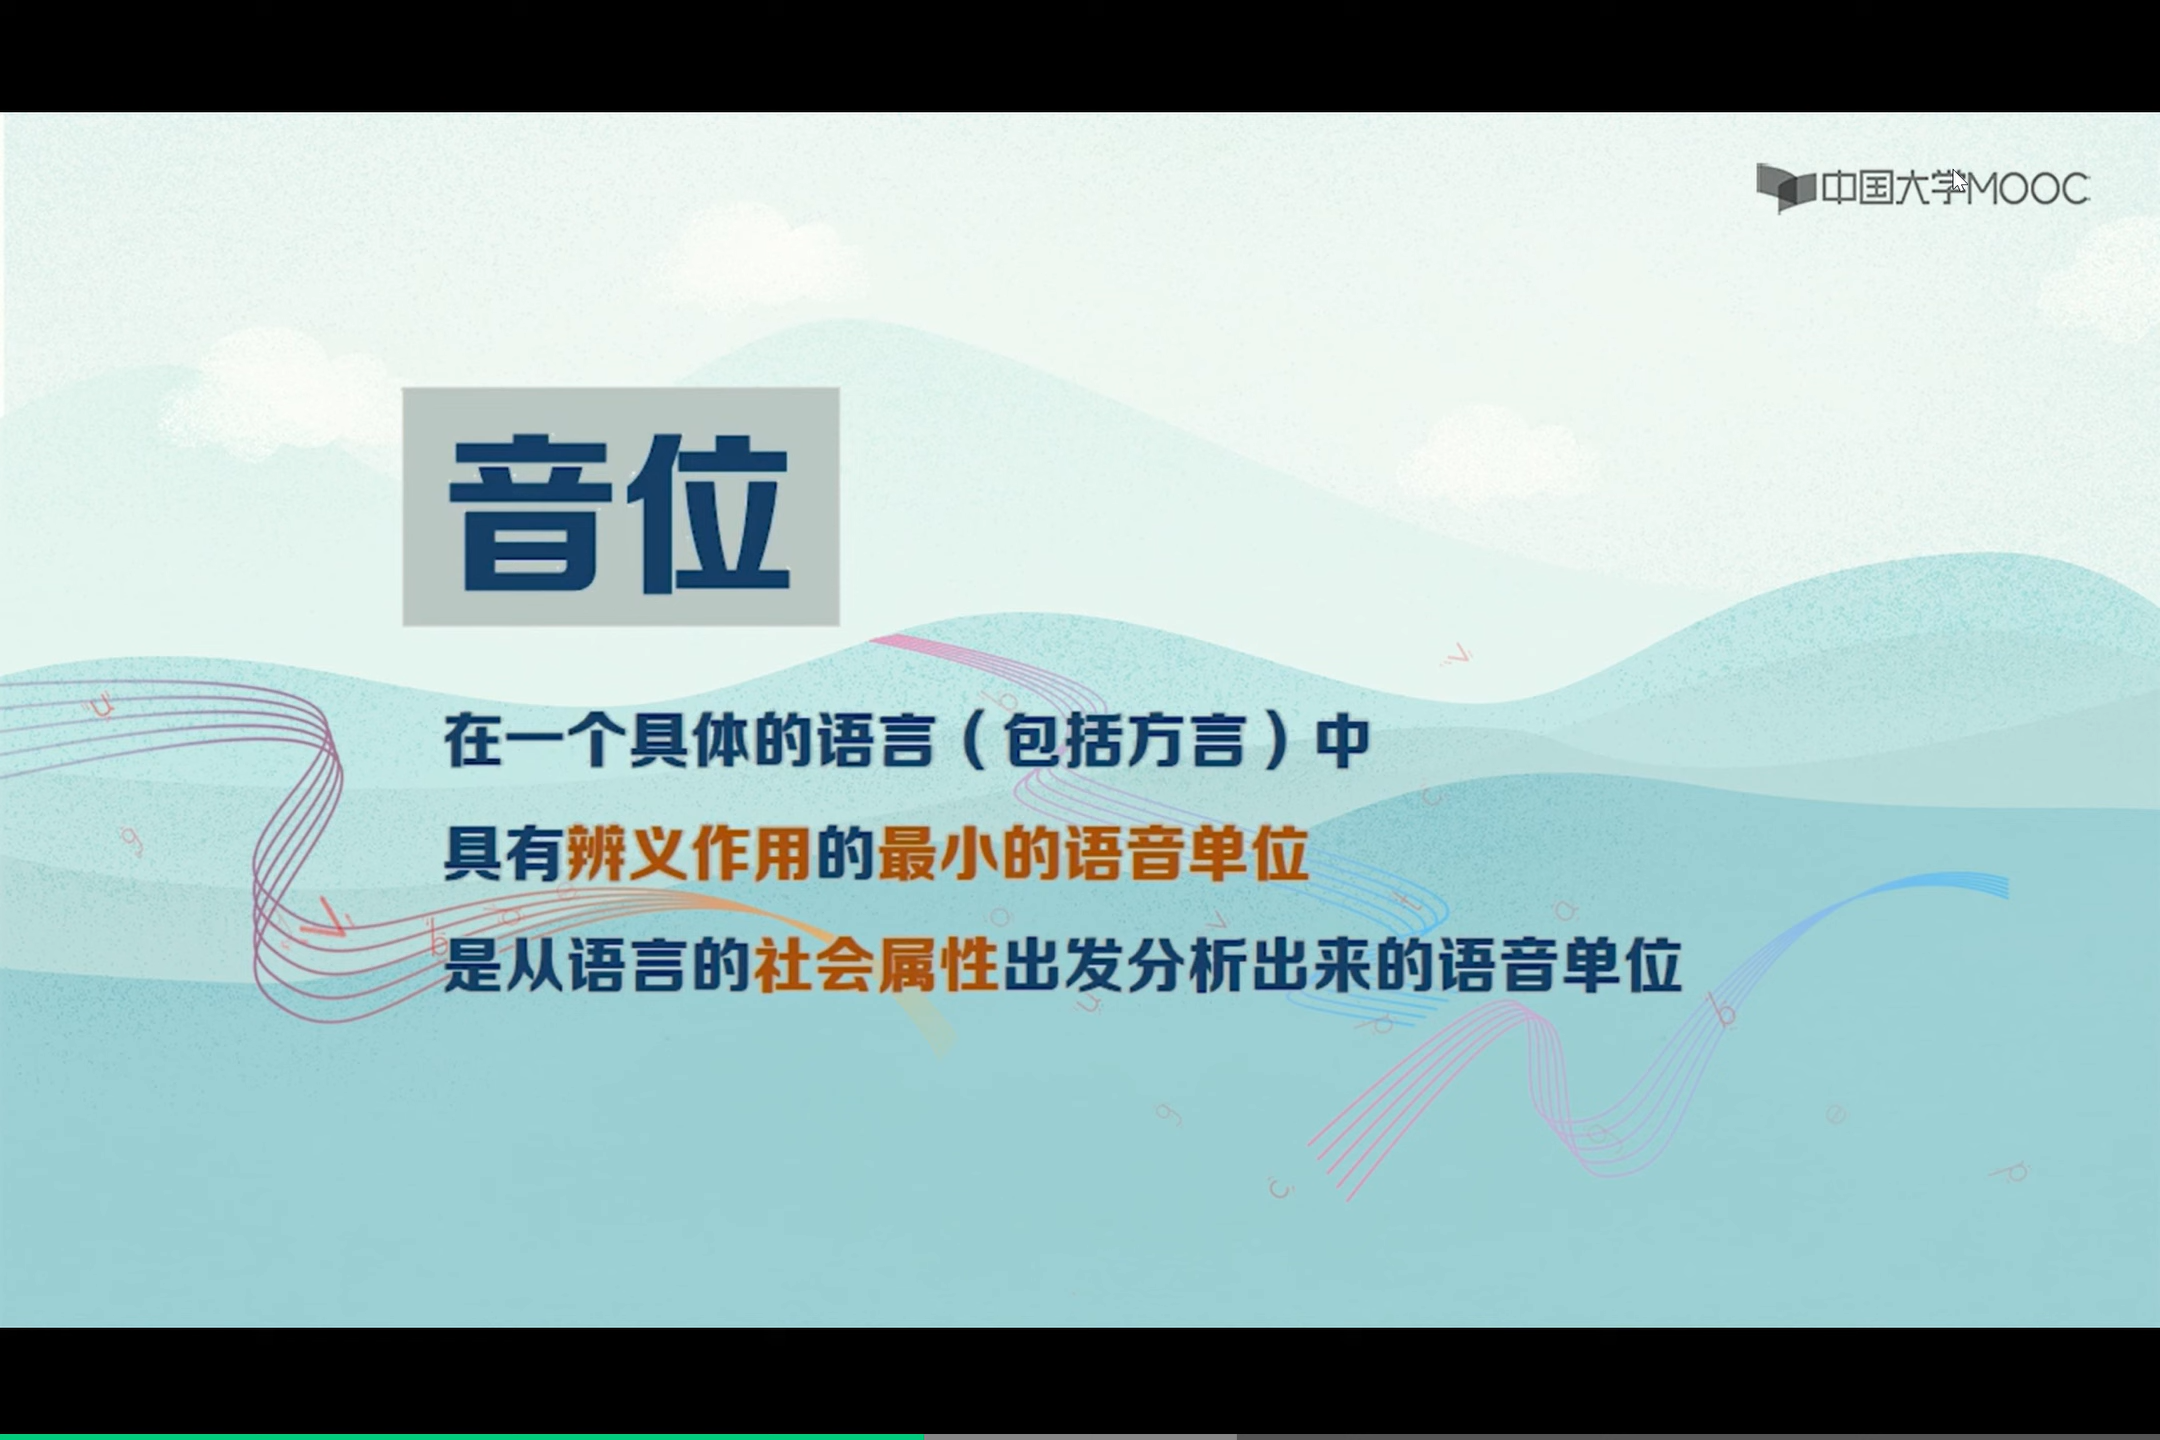 中国大学MOOC
音位
在一个具体的语言（包括方言）中
具有辨义作用的最小的语音单位
是从语言的社会属性出发分析出来的语音单位